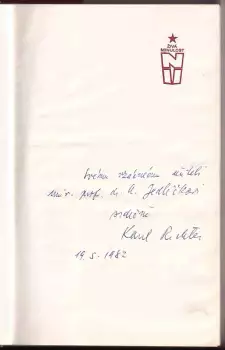 ŽIVÁ
MINULOST
svému vzácnému učiteli
univ. prof. dr. A. Jedličkovi
srdečně
Karel Richter
19. 5. 1982